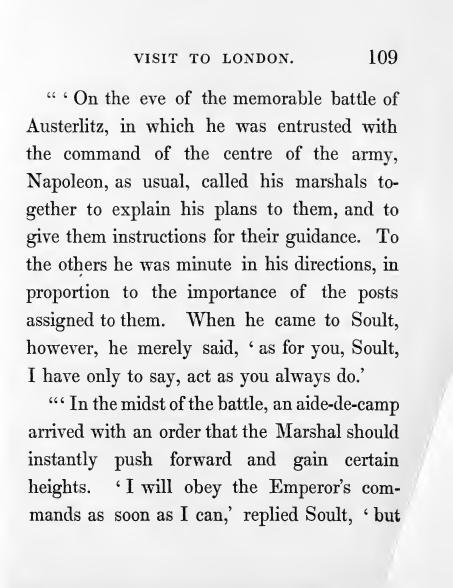 VISIT TO LONDON. 109
“ ‘ On the eve of the memorable battle of
Austerlitz, in which he was entrusted with
the command of the centre of the army,
Napoleon, as usual, called his marshals to-
gether to explain his plans to them, and to
give them instructions for their guidance. To
the others he was minute in his directions, in
proportion to the importance of the posts
assigned to them. When he came to Soult,
however, he merely said, ‘ as for you, Soult,
I have only to say, act as you always do.’
“‘ In the midst of the battle, an aide-de-camp
arrived with an order that the Marshal should
instantly push forward and gain certain
heights. ‘ I will obey the Emperor’s com-
mands as soon as I can,’ replied Soult, ‘ but